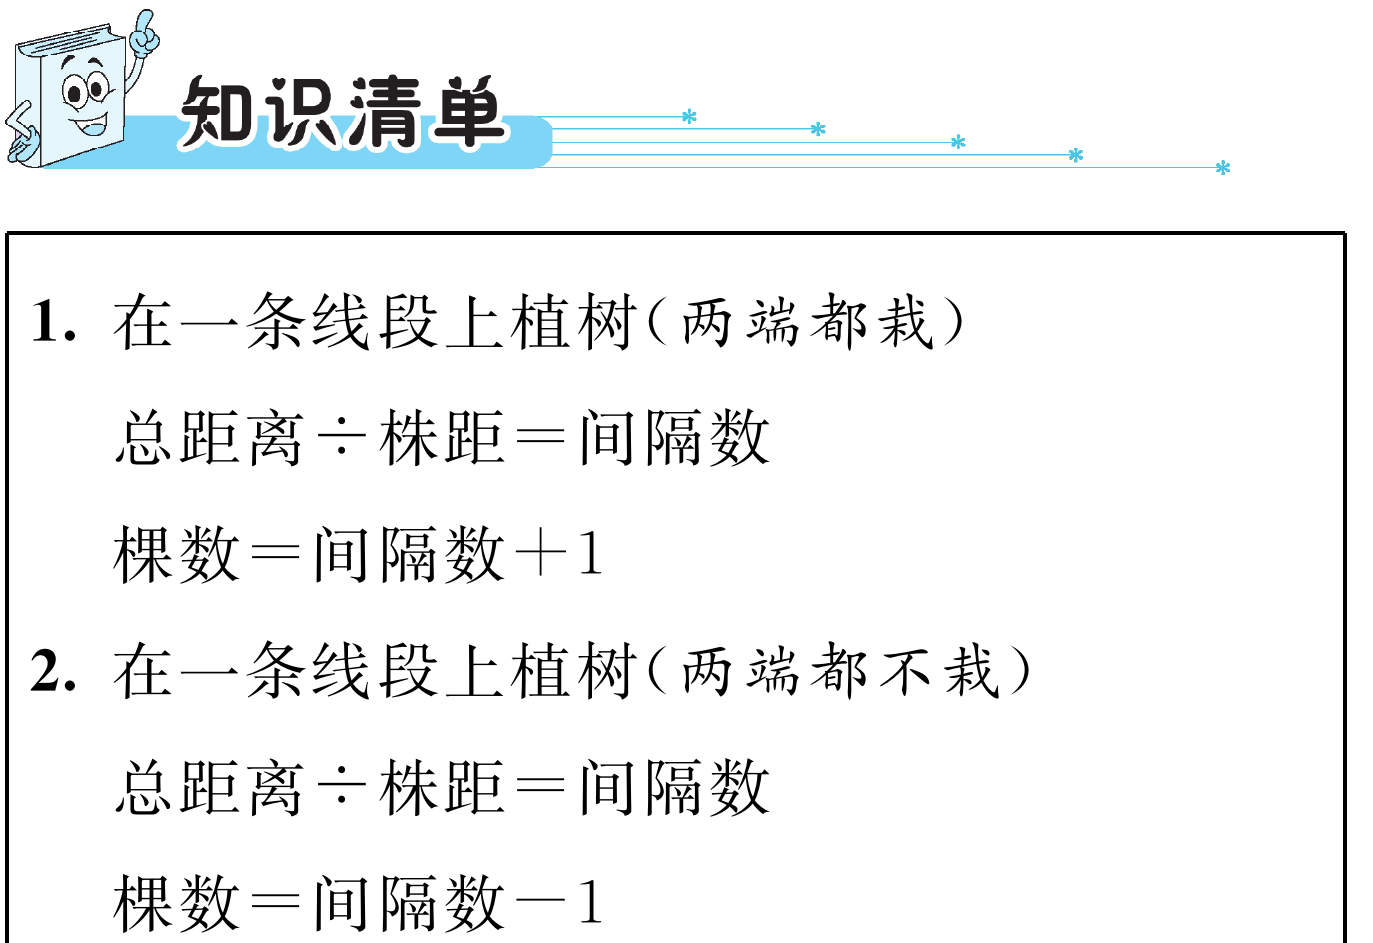 知识清单
1. 在一条线段上植树(两端都栽)
总距离÷株距=间隔数
棵数=间隔数+1
2. 在一条线段上植树(两端都不栽)
总距离÷株距=间隔数
棵数=间隔数-1